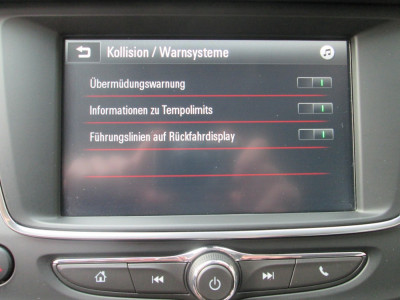 Kollision / Warnsysteme
Übermüdungswarnung
Informationen zu Tempolimits
Führungslinien auf Rückfahrdisplay